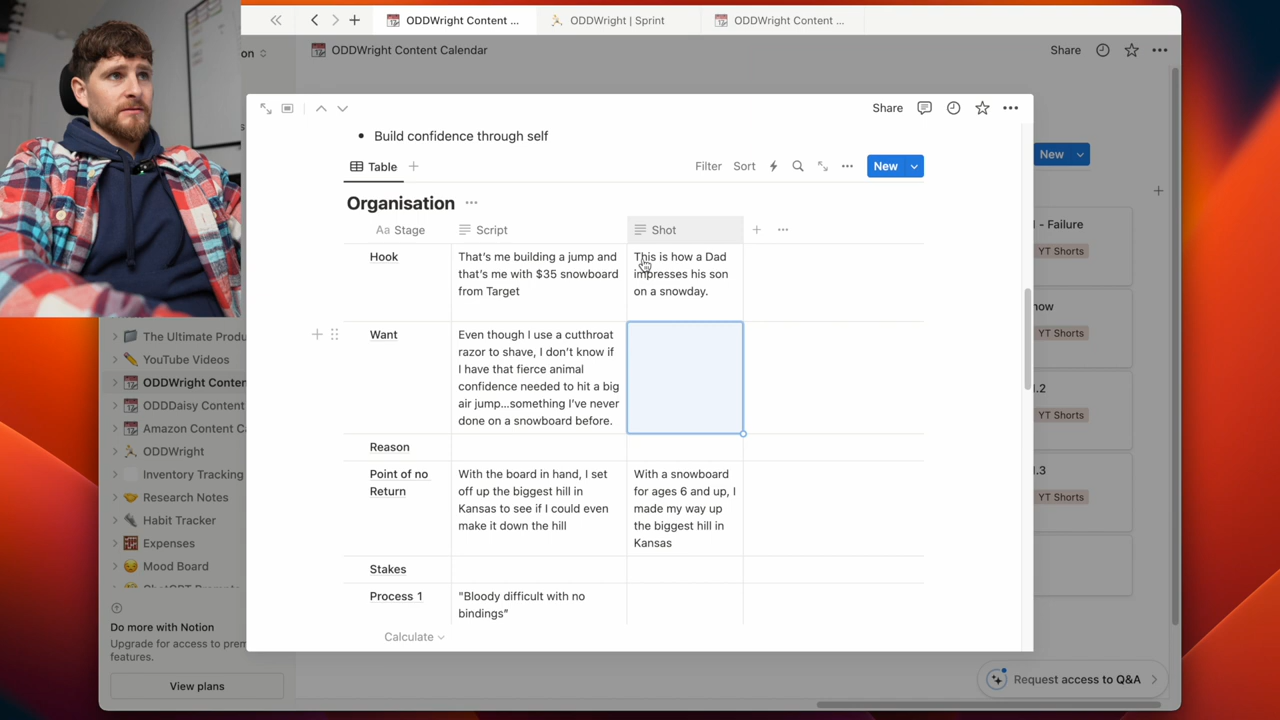 ODDWright Content ...
ODDWright | Sprint
ODDWright Content ...
on
ODDWright Content Calendar
Share
Share
Build confidence through self
Table
Filter
Sort
New
New
Organisation
Aa Stage
Script
Shot
- Failure
Hook
That's me building a jump and
that's me with $35 snowboard
from Target
This is how a Dad
impresses his son
on a snowday.
now
YT Shorts
Want
Even though I use a cutthroat
razor to shave, I don't know if
I have that fierce animal
confidence needed to hit a big
air jump...something I've never
done on a snowboard before.
.2
YT Shorts
Reason
.3
YT Shorts
Point of no
Return
With the board in hand, I set
off up the biggest hill in
Kansas to see if I could even
make it down the hill
With a snowboard
for ages 6 and up, I
made my way up
the biggest hill in
Kansas
Stakes
Process 1
"Bloody difficult with no
bindings"
Calculate
The Ultimate Produ
YouTube Videos
ODDWright Conten
ODDDaisy Content
Amazon Content Ca
ODDWright
Inventory Tracking
Research Notes
Habit Tracker
Expenses
Mood Board
ChatGPT Prompts
Do more with Notion
Upgrade for access to prem
features.
View plans
Request access to Q&A